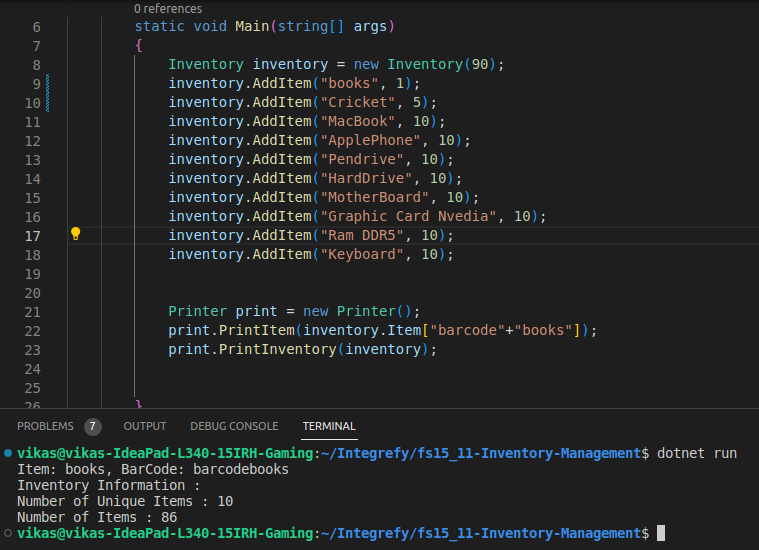 0 references
6 static void Main(string[] args)
7 {
8 Inventory inventory = new Inventory(90);
9 inventory.AddItem("books", 1);
10 inventory.AddItem("Cricket", 5);
11 inventory.AddItem("MacBook", 10);
12 inventory.AddItem("ApplePhone", 10);
13 inventory.AddItem("Pendrive", 10);
14 inventory.AddItem("HardDrive", 10);
15 inventory.AddItem("MotherBoard", 10);
16 inventory.AddItem("Graphic Card Nvedia", 10);
17 inventory.AddItem("Ram DDR5", 10);
18 inventory.AddItem("Keyboard", 10);
19
20
21 Printer print = new Printer();
22 print.PrintItem(inventory.Item["barcode"+"books"]);
23 print.PrintInventory(inventory);
24
25
26 }
PROBLEMS 7 OUTPUT DEBUG CONSOLE TERMINAL
vikas@vikas-IdeaPad-L340-15IRH-Gaming:~/Integrefy/fs15_11-Inventory-Management$ dotnet run
Item: books, BarCode: barcodebooks
Inventory Information :
Number of Unique Items : 10
Number of Items : 86
vikas@vikas-IdeaPad-L340-15IRH-Gaming:~/Integrefy/fs15_11-Inventory-Management$